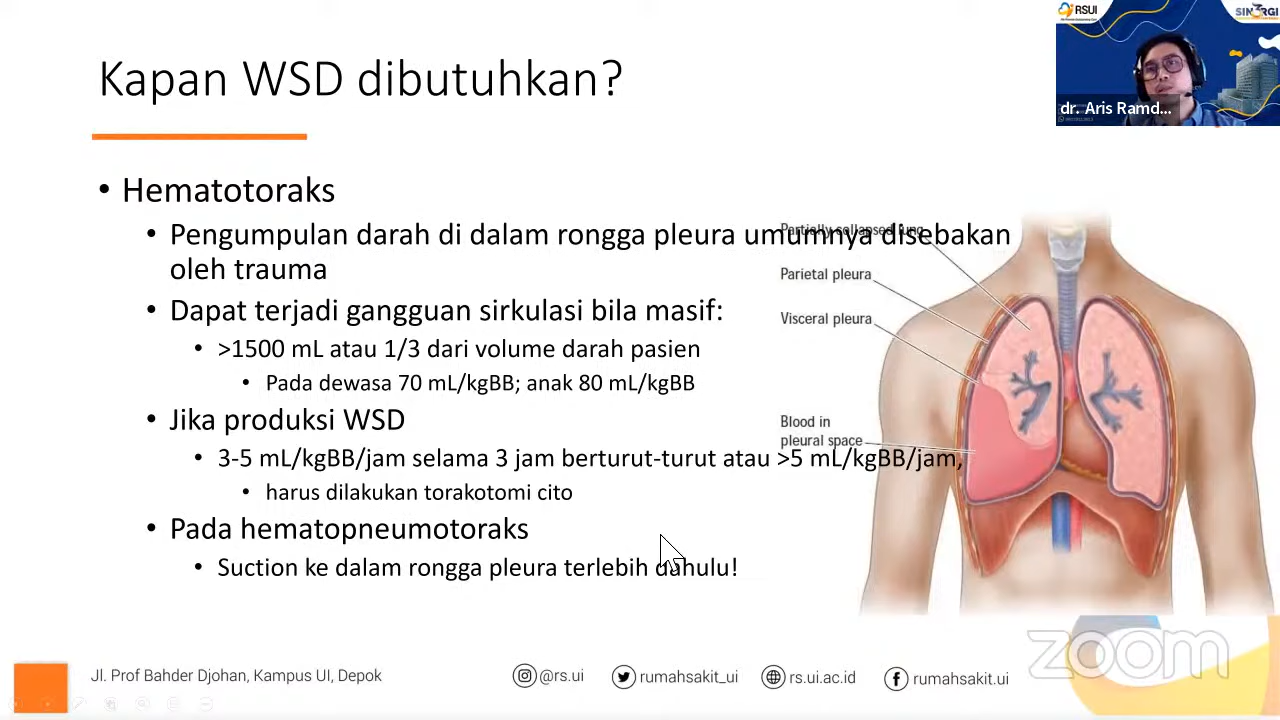 Kapan WSD dibutuhkan?
RSUI
SINERGI
dr. Aris Ramd...
• Hematotoraks
• Pengumpulan darah di dalam rongga pleura umumnya disebakan
oleh trauma
• Dapat terjadi gangguan sirkulasi bila masif:
• >1500 mL atau 1/3 dari volume darah pasien
• Pada dewasa 70 mL/kgBB; anak 80 mL/kgBB
• Jika produksi WSD
• 3-5 mL/kgBB/jam selama 3 jam berturut-turut atau >5 mL/kgBB/jam,
• harus dilakukan torakotomi cito
• Pada hematopneumotoraks
• Suction ke dalam rongga pleura terlebih dahulu!
Partially collapsed lung
Parietal pleura
Visceral pleura
Blood in
pleural space
Jl. Prof Bahder Djohan, Kampus UI, Depok
@rs.ui
rumahsakit_ui
rs.ui.ac.id
rumahsakit.ui
zoom